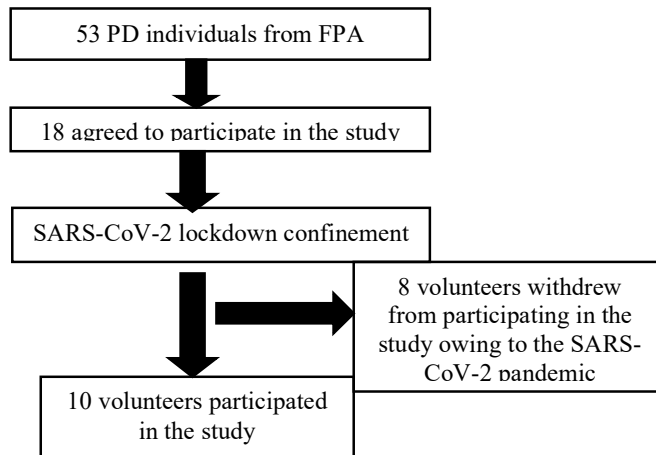 53 PD individuals from FPA
18 agreed to participate in the study
SARS-CoV-2 lockdown confinement
8 volunteers withdrew
from participating in the
study owing to the SARS-
CoV-2 pandemic
10 volunteers participated
in the study